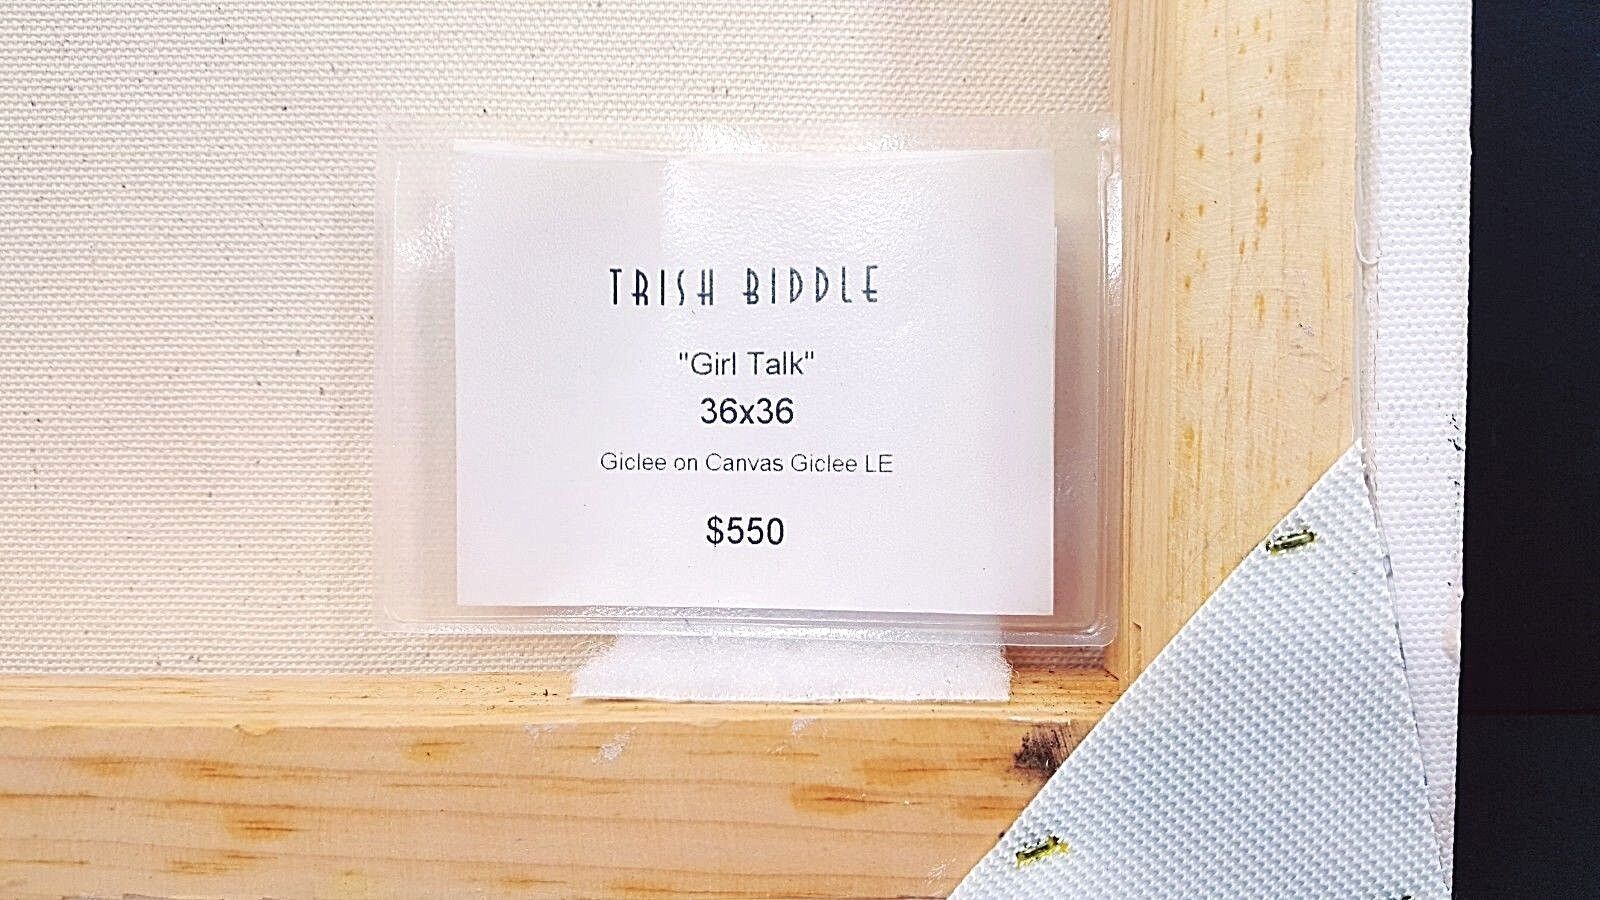 TRISH BIDDLE
"Girl Talk"
36x36
Giclee on Canvas Giclee LE
$550